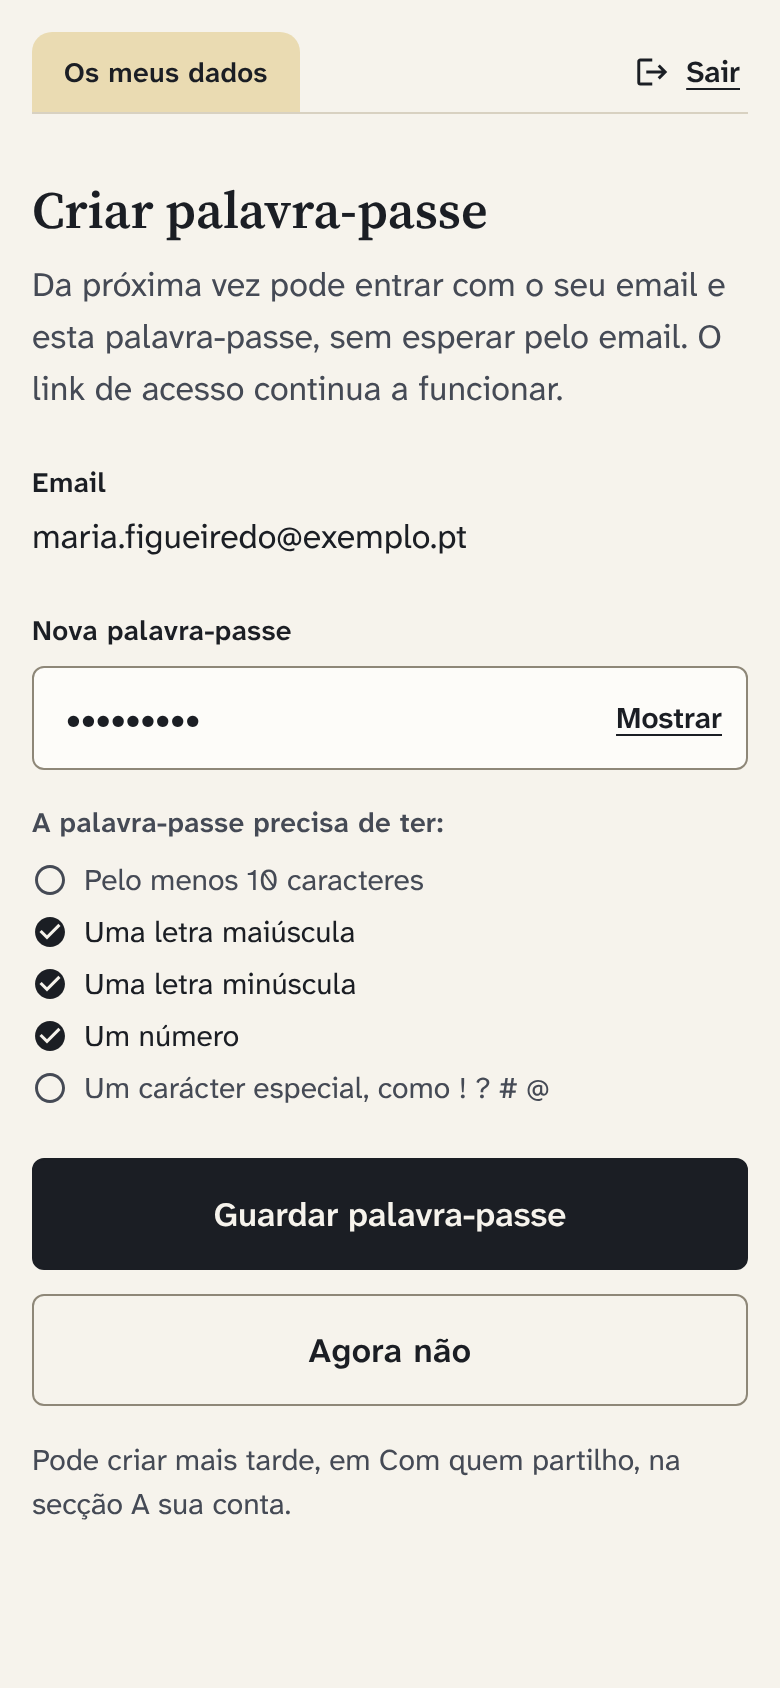 Os meus dados
Sair
Criar palavra-passe
Da próxima vez pode entrar com o seu email e
esta palavra-passe, sem esperar pelo email. O
link de acesso continua a funcionar.
Email
maria.figueiredo@exemplo.pt
Nova palavra-passe
•••••••••
Mostrar
A palavra-passe precisa de ter:
Pelo menos 10 caracteres
Uma letra maiúscula
Uma letra minúscula
Um número
Um carácter especial, como ! ? # @
Guardar palavra-passe
Agora não
Pode criar mais tarde, em Com quem partilho, na
secção A sua conta.